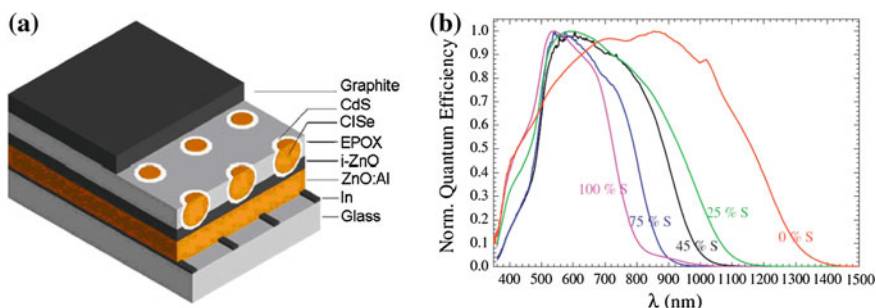 (a)
Graphite
CdS
CISe
EPOX
i-ZnO
ZnO:Al
In
Glass
(b)
Norm. Quantum Efficiency
1.0
0.9
0.8
0.7
0.6
0.5
0.4
0.3
0.2
0.1
0.0
100 % S
75 % S
45 % S
25 % S
0 % S
400 500 600 700 800 900 1000 1100 1200 1300 1400 1500
λ (nm)